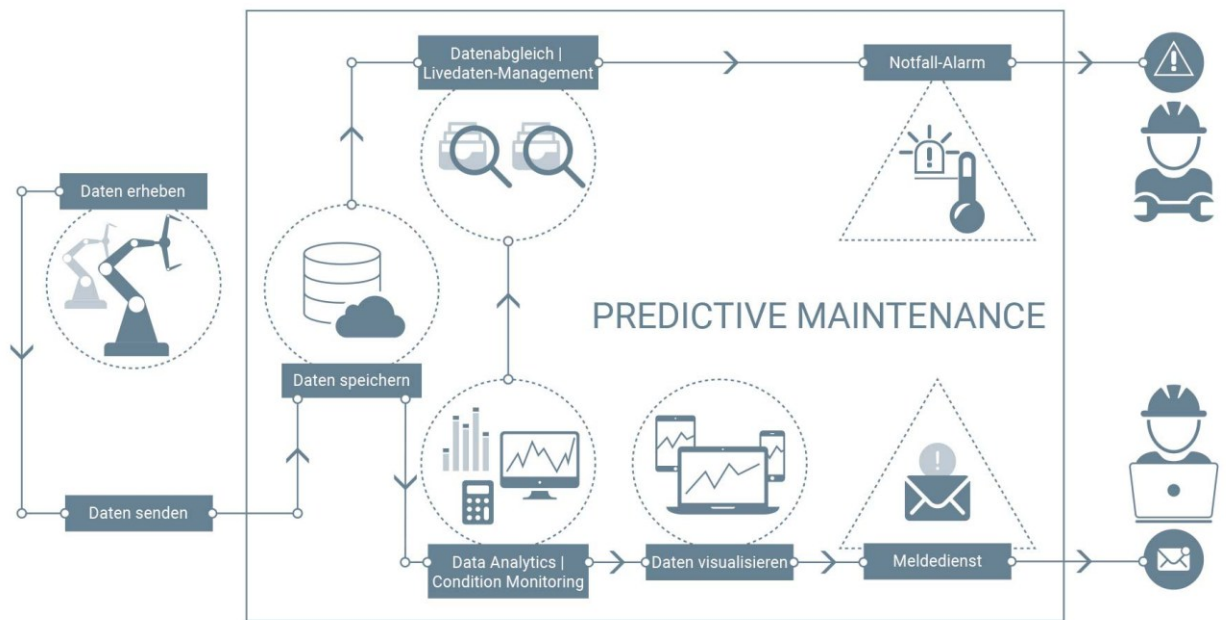 Datenabgleich |
Livedaten-Management
Notfall-Alarm
Daten erheben
PREDICTIVE MAINTENANCE
Daten speichern
Daten senden
Data Analytics |
Condition Monitoring
Daten visualisieren
Meldedienst